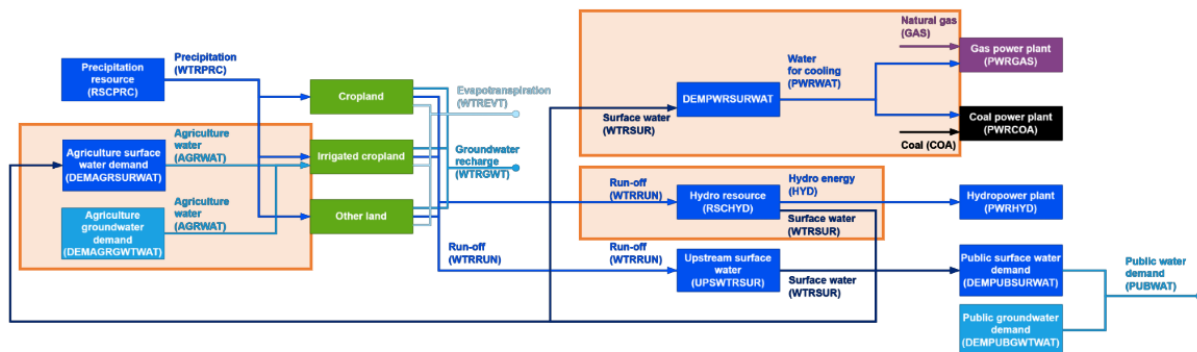 Natural gas
(GAS)
Gas power plant
(PWRGAS)
Precipitation
(WTRPRC)
Precipitation
resource
(RSCPRC)
Water
for cooling
(PWRWAT)
Cropland
Evapotranspiration
(WTREVT)
DEMPWRSURWAT
Surface water
(WTRSUR)
Coal power plant
(PWRCOA)
Coal (COA)
Agriculture
water
(AGRWAT)
Agriculture surface
water demand
(DEMAGRSURWAT)
Irrigated cropland
Groundwater
recharge
(WTRGWT)
Run-off
(WTRRUN)
Hydro energy
(HYD)
Hydro resource
(RSCHYD)
Hydropower plant
(PWRHYD)
Agriculture
water
(AGRWAT)
Agriculture
groundwater
demand
(DEMAGRGWTWAT)
Other land
Surface water
(WTRSUR)
Run-off
(WTRRUN)
Run-off
(WTRRUN)
Upstream surface
water
(UPSWTRSUR)
Surface water
(WTRSUR)
Public surface water
demand
(DEMPUBSURWAT)
Public water
demand
(PUBWAT)
Public groundwater
demand
(DEMPUBGWTWAT)